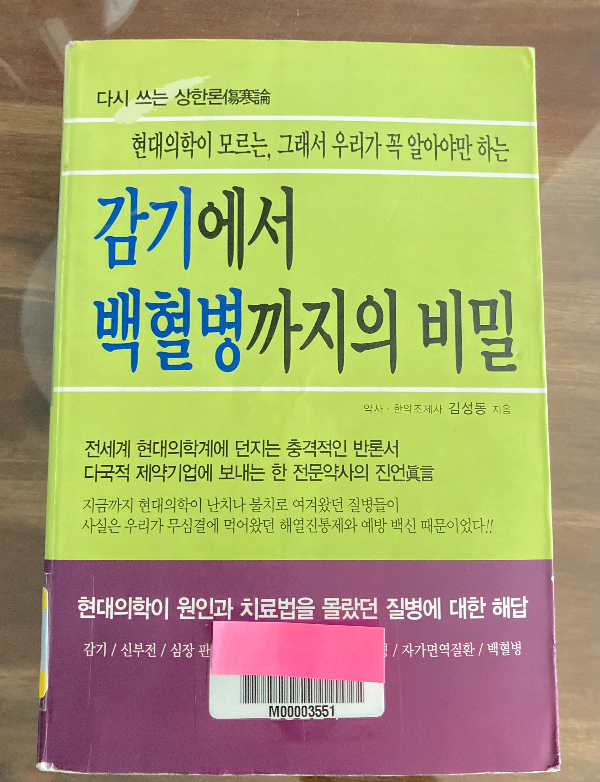 다시 쓰는 상한론傷寒論
현대의학이 모르는, 그래서 우리가 꼭 알아야만 하는
감기에서
백혈병까지의 비밀
약사 · 한약조제사 김성동 지음
전세계 현대의학계에 던지는 충격적인 반론서
다국적 제약기업에 보내는 한 전문약사의 진언眞言
지금까지 현대의학이 난치나 불치로 여겨왔던 질병들이
사실은 우리가 무심결에 먹어왔던 해열진통제와 예방 백신 때문이었다!!
현대의학이 원인과 치료법을 몰랐던 질병에 대한 해답
감기 / 신부전 / 심장 판 / 자가면역질환 / 백혈병
M00003551